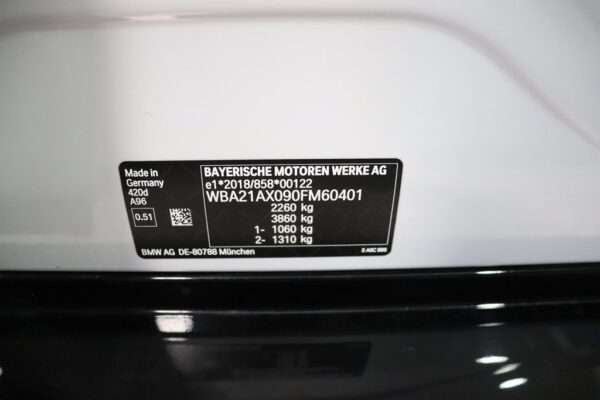 Made in
Germany
420d
A96
0.51
BAYERISCHE MOTOREN WERKE AG
e1*2018/858*00122
WBA21AX090FM60401
2260 kg
3860 kg
1- 1060 kg
2- 1310 kg
BMW AG DE-80788 München